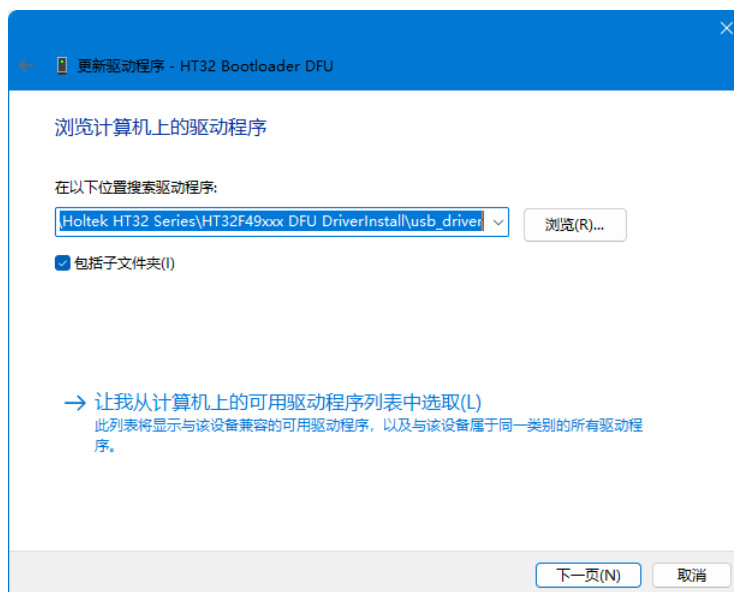 更新驱动程序 - HT32 Bootloader DFU
浏览计算机上的驱动程序
在以下位置搜索驱动程序:
\Holtek HT32 Series\HT32F49xxx DFU DriverInstall\usb_driver
浏览(R)...
包括子文件夹(I)
让我从计算机上的可用驱动程序列表中选取(L)
此列表将显示与该设备兼容的可用驱动程序，以及与该设备属于同一类别的所有驱动程
序。
下一页(N)
取消